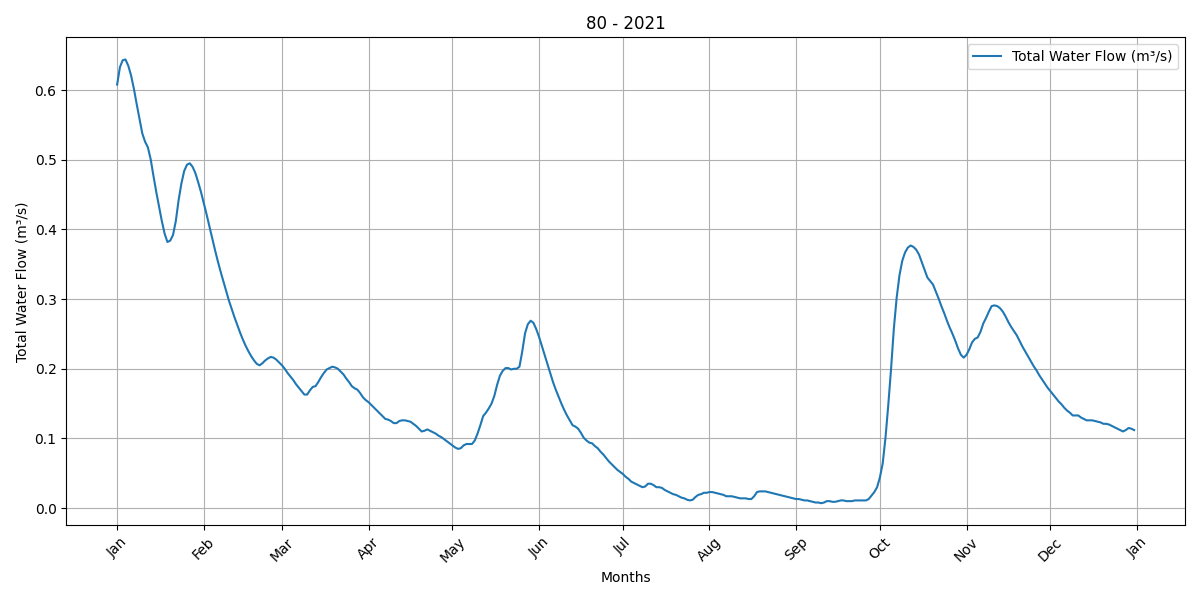 80 - 2021
Total Water Flow (m³/s)
Total Water Flow (m³/s)
0.6
0.5
0.4
0.3
0.2
0.1
0.0
Jan
Feb
Mar
Apr
May
Jun
Jul
Aug
Sep
Oct
Nov
Dec
Jan
Months